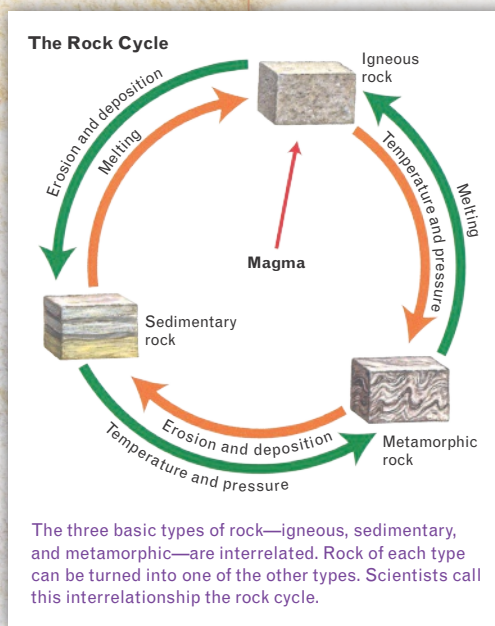 The Rock Cycle
Igneous
rock
Erosion and deposition
Melting
Temperature and pressure
Melting
Magma
Sedimentary
rock
Erosion and deposition
Temperature and pressure
Metamorphic
rock
The three basic types of rock—igneous, sedimentary,
and metamorphic—are interrelated. Rock of each type
can be turned into one of the other types. Scientists call
this interrelationship the rock cycle.